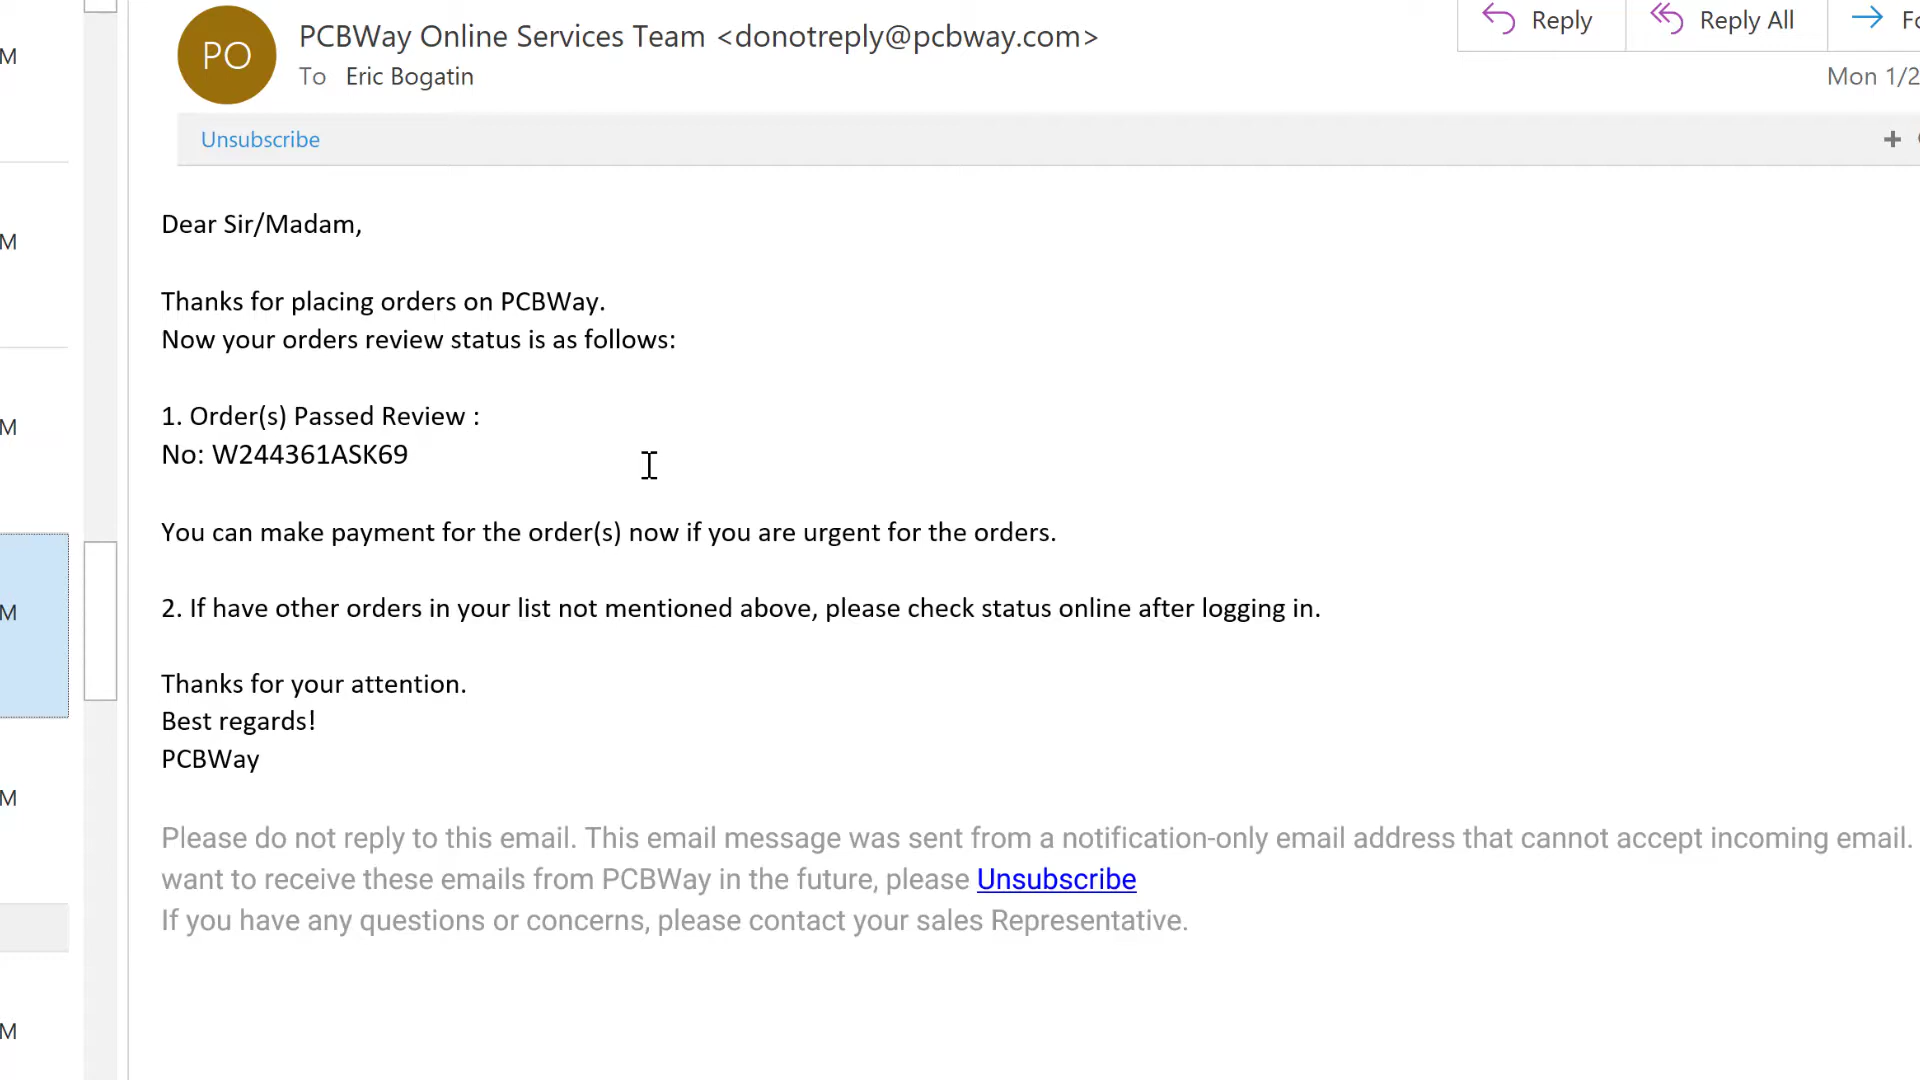 PO
PCBWay Online Services Team <donotreply@pcbway.com>
To Eric Bogatin
Reply
Reply All
Mon 1/2
Unsubscribe
Dear Sir/Madam,
Thanks for placing orders on PCBWay.
Now your orders review status is as follows:
1. Order(s) Passed Review :
No: W244361ASK69
You can make payment for the order(s) now if you are urgent for the orders.
2. If have other orders in your list not mentioned above, please check status online after logging in.
Thanks for your attention.
Best regards!
PCBWay
Please do not reply to this email. This email message was sent from a notification-only email address that cannot accept incoming email.
want to receive these emails from PCBWay in the future, please Unsubscribe
If you have any questions or concerns, please contact your sales Representative.
M
M
M
M
M
M